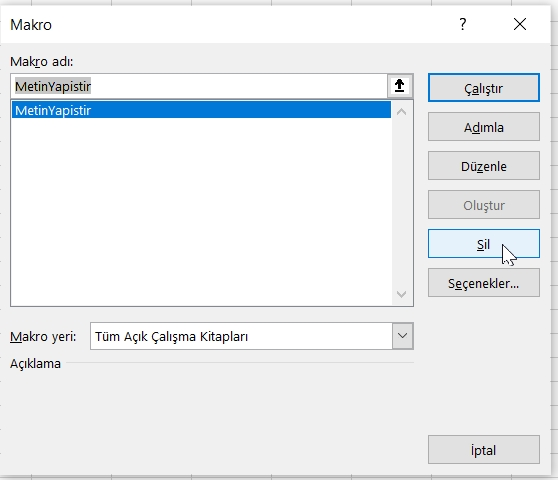 Makro
?
Makro adı:
MetinYapistir
MetinYapistir
Çalıştır
Adımla
Düzenle
Oluştur
Sil
Seçenekler...
Makro yeri:
Tüm Açık Çalışma Kitapları
Açıklama
İptal